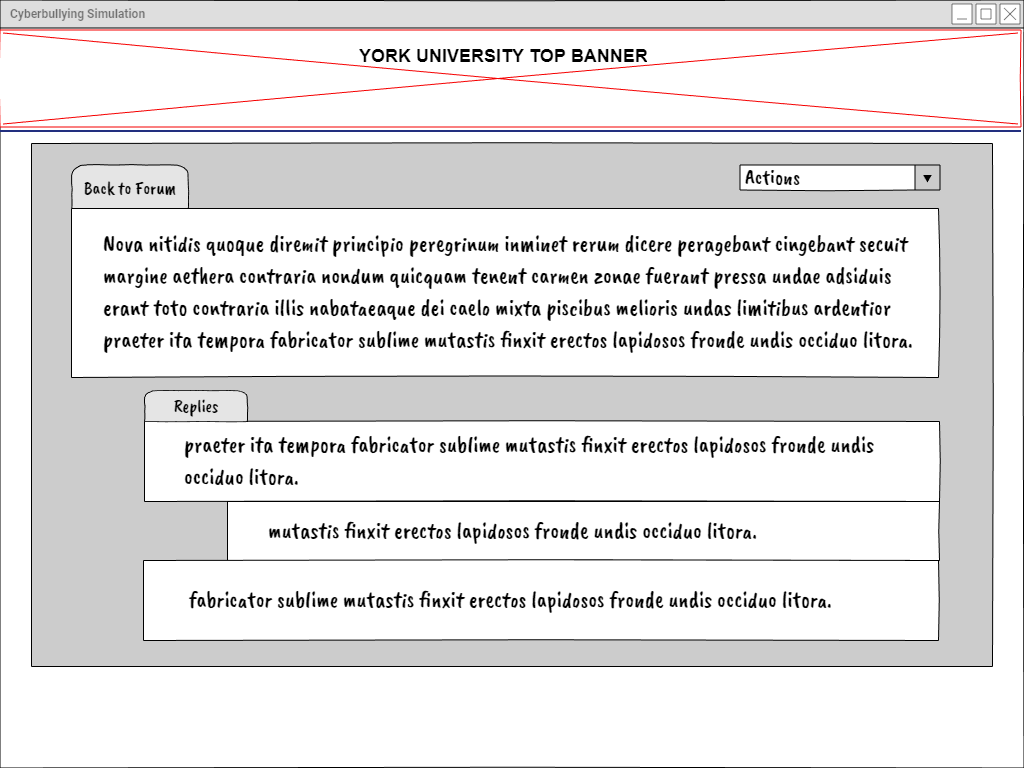 Cyberbullying Simulation
YORK UNIVERSITY TOP BANNER
Back to Forum
Actions
Nova nitidis quoque diremit principio peregrinum inminet rerum dicere peragebant cingebant secuit
margine aethera contraria nondum quicquam tenent carmen zonae fuerant pressa undae adsiduis
erant toto contraria illis nabataeaque dei caelo mixta piscibus melioris undas limitibus ardentior
praeter ita tempora fabricator sublime mutastis finxit erectos lapidosos fronde undis occiduo litora.
Replies
praeter ita tempora fabricator sublime mutastis finxit erectos lapidosos fronde undis
occiduo litora.
mutastis finxit erectos lapidosos fronde undis occiduo litora.
fabricator sublime mutastis finxit erectos lapidosos fronde undis occiduo litora.